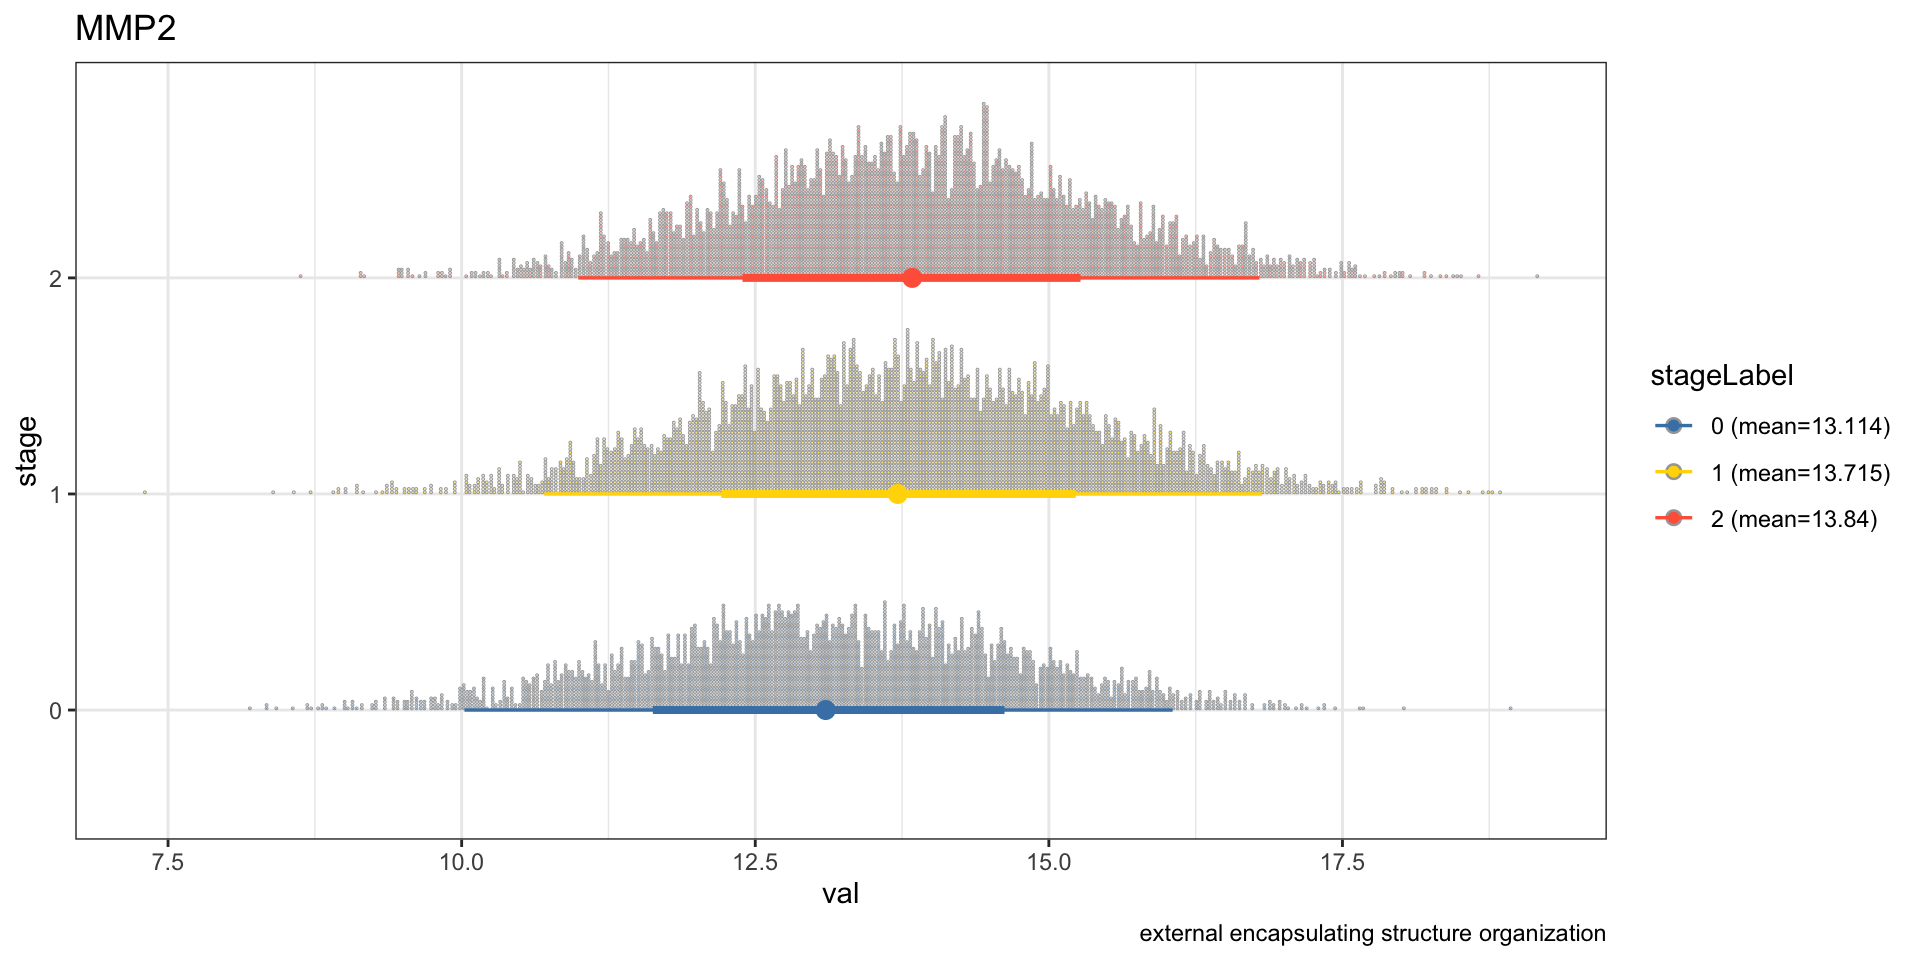 MMP2
stage
2
1
0
7.5
10.0
12.5
15.0
17.5
val
stageLabel
0 (mean=13.114)
1 (mean=13.715)
2 (mean=13.84)
external encapsulating structure organization